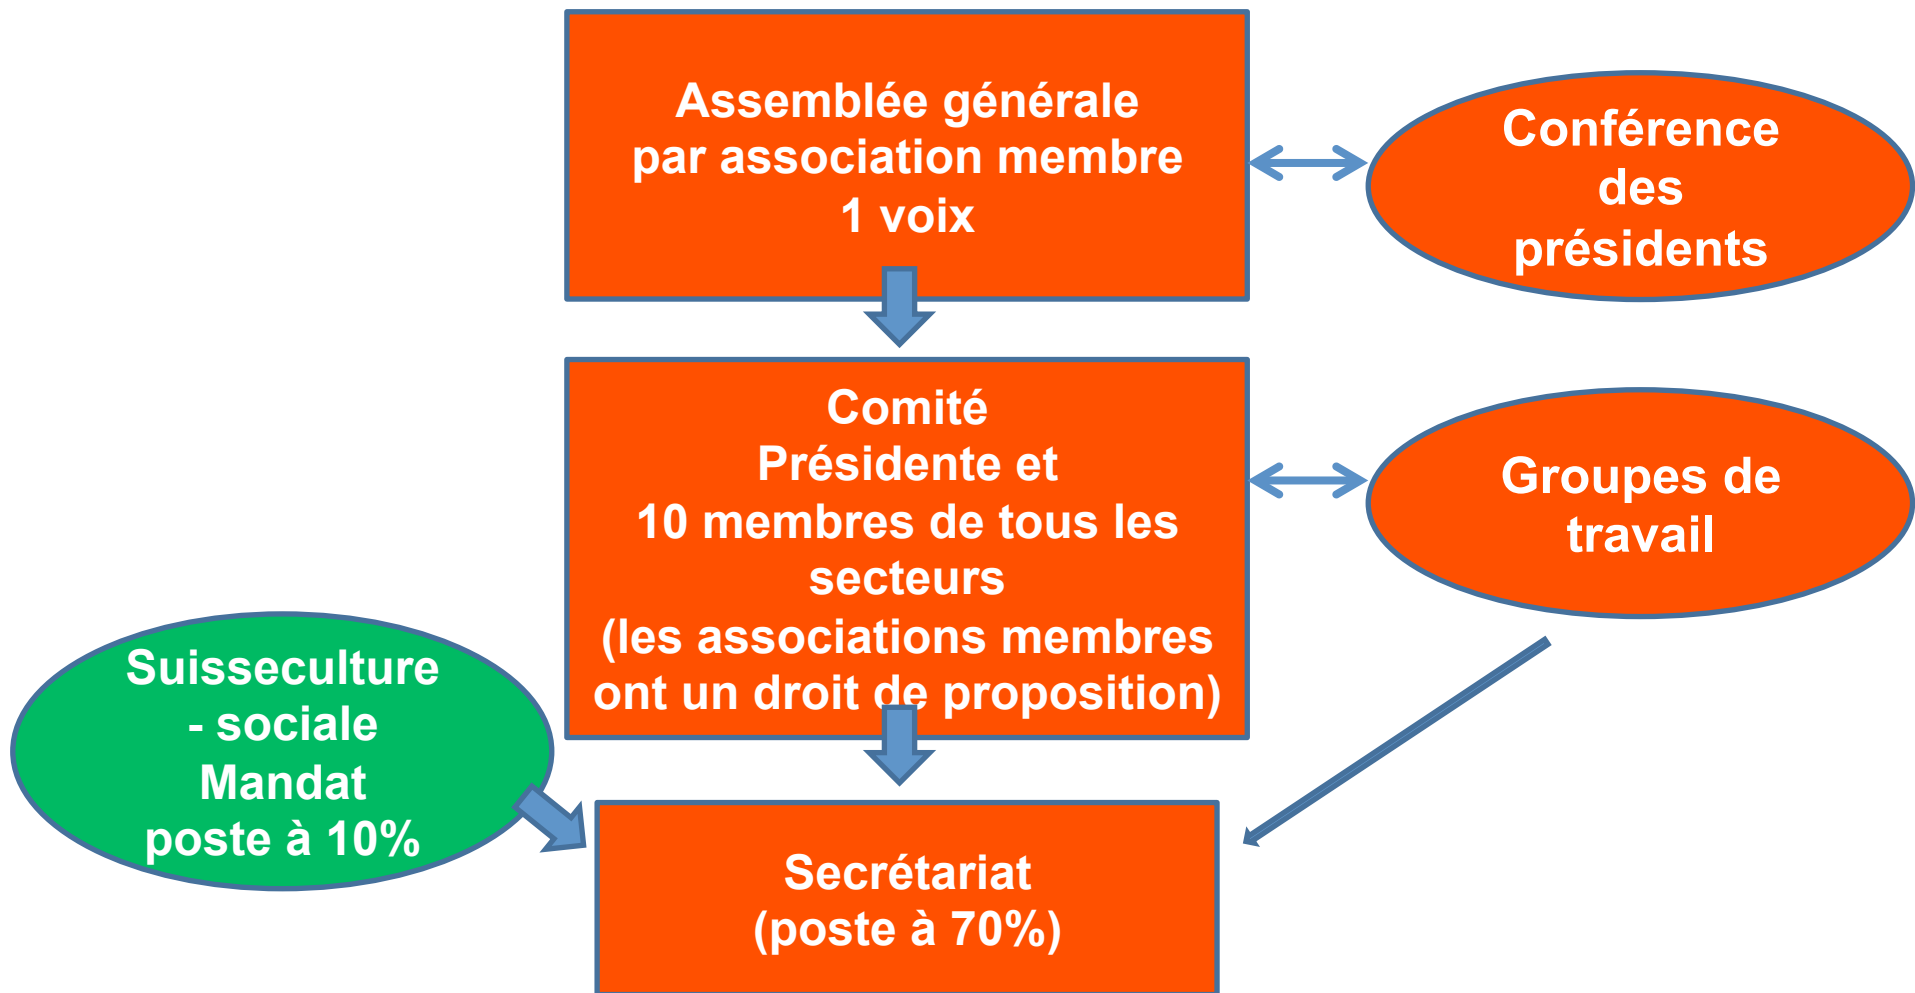 Assemblée générale
par association membre
1 voix
Conférence
des
présidents
Comité
Présidente et
10 membres de tous les
secteurs
(les associations membres
ont un droit de proposition)
Groupes de
travail
Suisseculture
- sociale
Mandat
poste à 10%
Secrétariat
(poste à 70%)